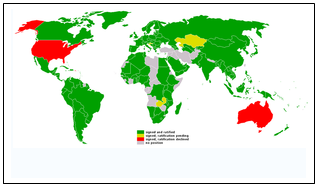 signed and ratified
signed, ratification pending
signed, ratification declined
no position